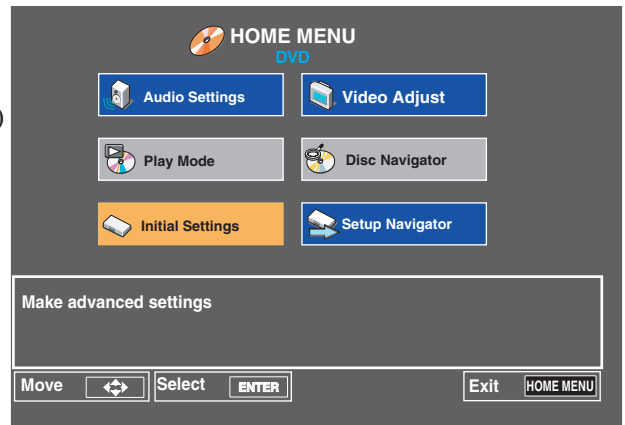 HOME MENU
DVD
)
Audio Settings
Video Adjust
Play Mode
Disc Navigator
Initial Settings
Setup Navigator
Make advanced settings
Move Select ENTER Exit HOME MENU